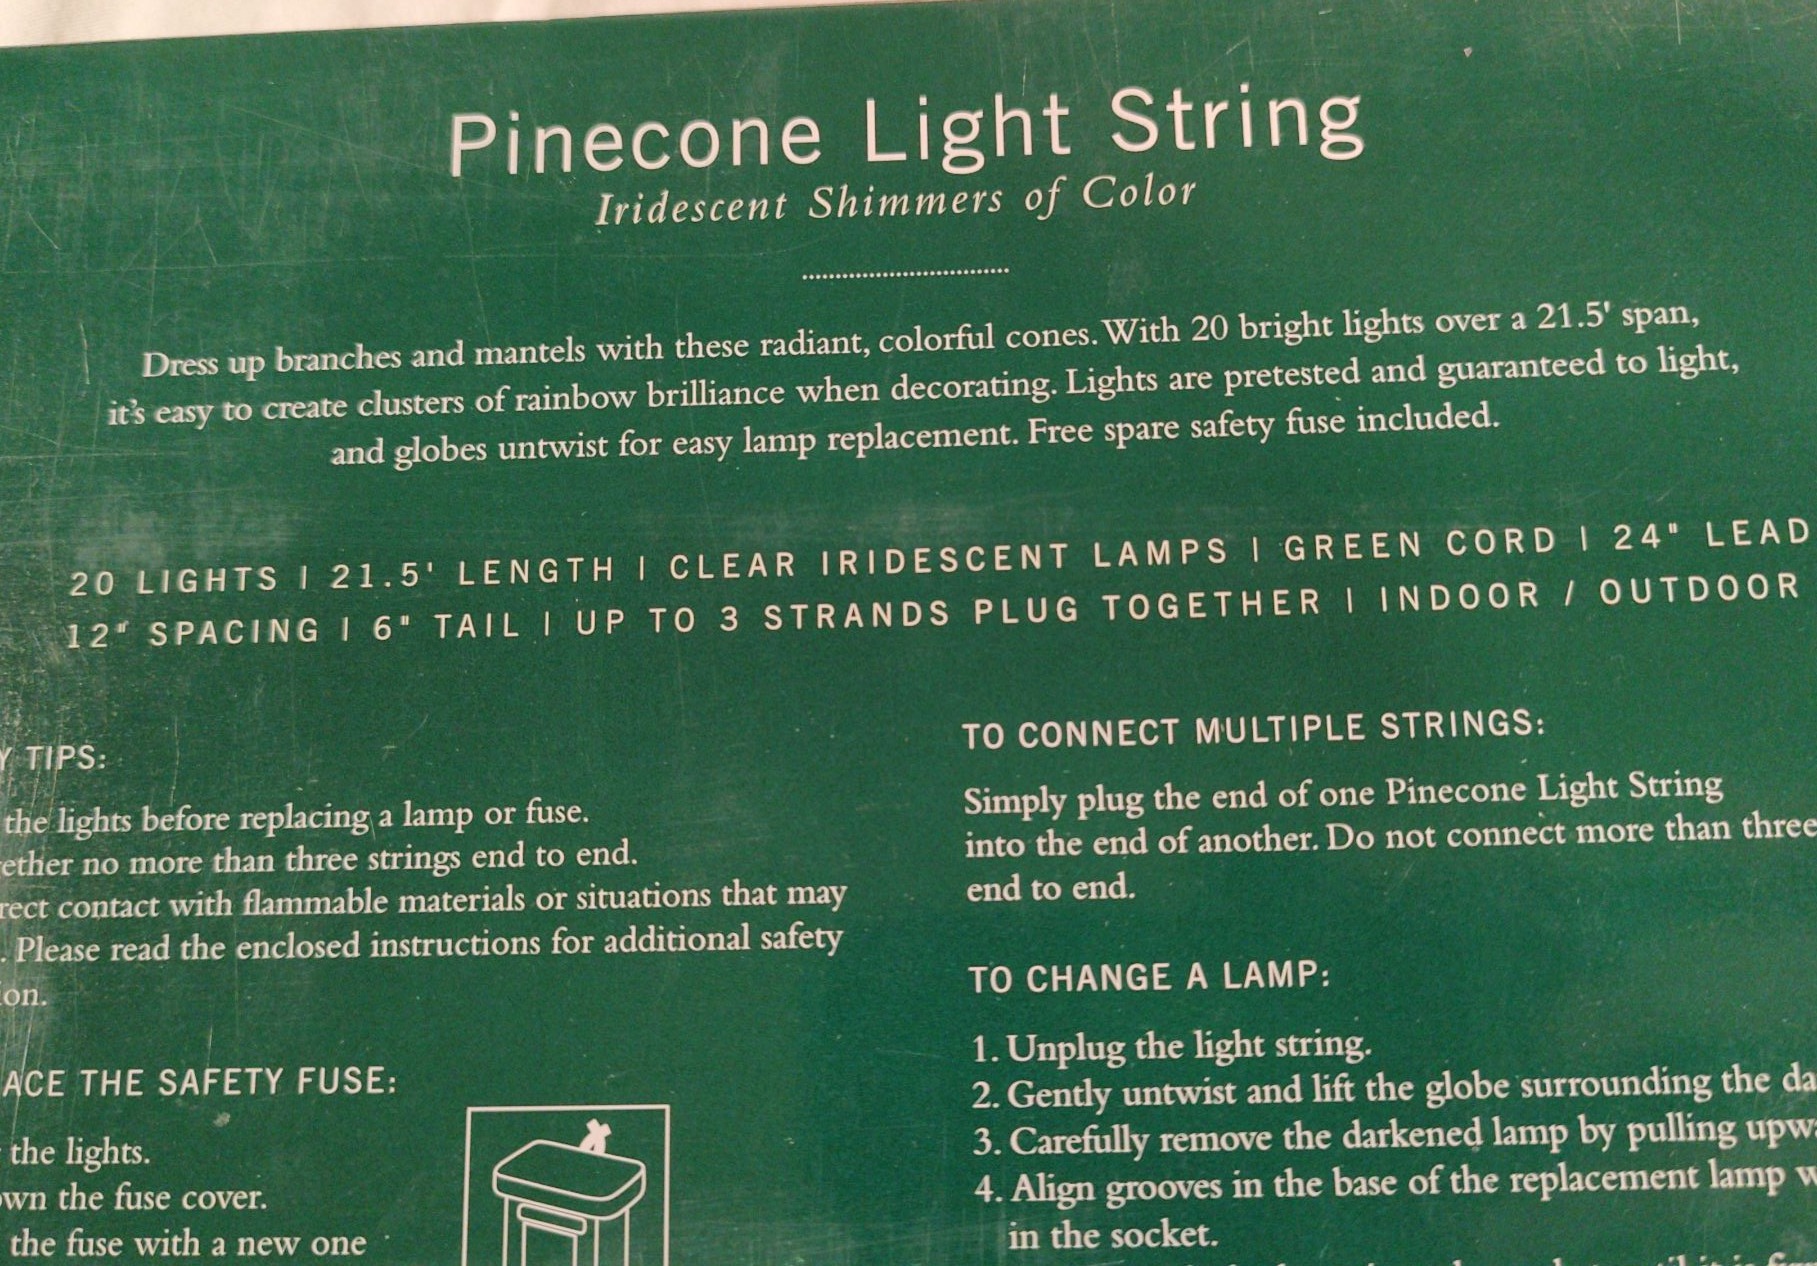 Pinecone Light String
Iridescent Shimmers of Color
Dress up branches and mantels with these radiant, colorful cones. With 20 bright lights over a 21.5' span,
it's easy to create clusters of rainbow brilliance when decorating. Lights are pretested and guaranteed to light,
and globes untwist for easy lamp replacement. Free spare safety fuse included.
20 LIGHTS | 21.5' LENGTH | CLEAR IRIDESCENT LAMPS | GREEN CORD | 24" LEAD
12" SPACING | 6" TAIL | UP TO 3 STRANDS PLUG TOGETHER | INDOOR / OUTDOOR
Y TIPS:
the lights before replacing a lamp or fuse.
ether no more than three strings end to end.
rect contact with flammable materials or situations that may
. Please read the enclosed instructions for additional safety
on.
ACE THE SAFETY FUSE:
the lights.
own the fuse cover.
the fuse with a new one
TO CONNECT MULTIPLE STRINGS:
Simply plug the end of one Pinecone Light String
into the end of another. Do not connect more than three
end to end.
TO CHANGE A LAMP:
1. Unplug the light string.
2. Gently untwist and lift the globe surrounding the da
3. Carefully remove the darkened lamp by pulling upw
4. Align grooves in the base of the replacement lamp w
in the socket.